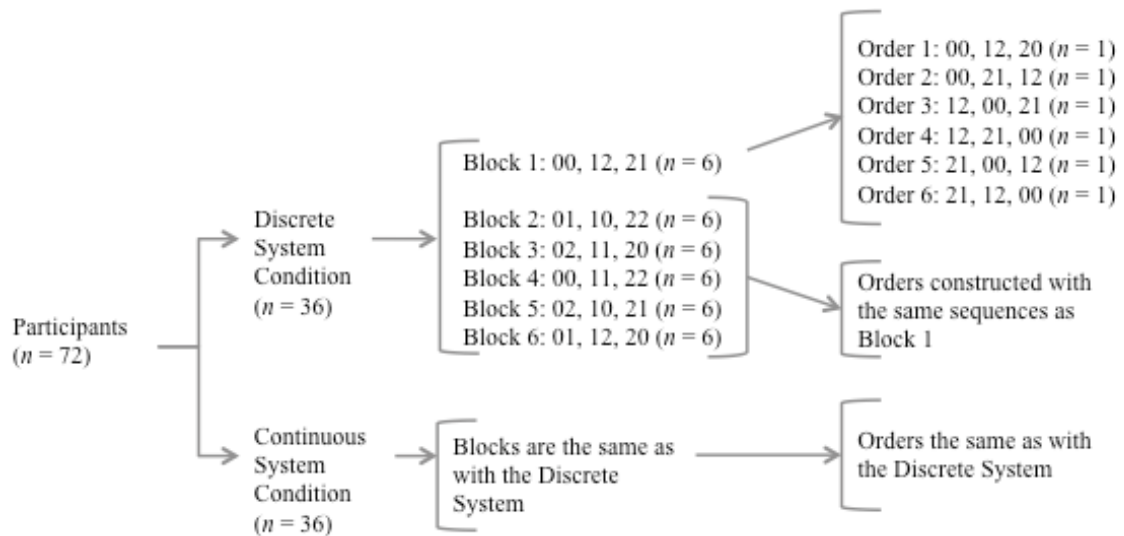 Participants
(n = 72)
Discrete
System
Condition
(n = 36)
Block 1: 00, 12, 21 (n = 6)
Block 2: 01, 10, 22 (n = 6)
Block 3: 02, 11, 20 (n = 6)
Block 4: 00, 11, 22 (n = 6)
Block 5: 02, 10, 21 (n = 6)
Block 6: 01, 12, 20 (n = 6)
Order 1: 00, 12, 20 (n = 1)
Order 2: 00, 21, 12 (n = 1)
Order 3: 12, 00, 21 (n = 1)
Order 4: 12, 21, 00 (n = 1)
Order 5: 21, 00, 12 (n = 1)
Order 6: 21, 12, 00 (n = 1)
Orders constructed with
the same sequences as
Block 1
Continuous
System
Condition
(n = 36)
Blocks are the same as
with the Discrete
System
Orders the same as with
the Discrete System